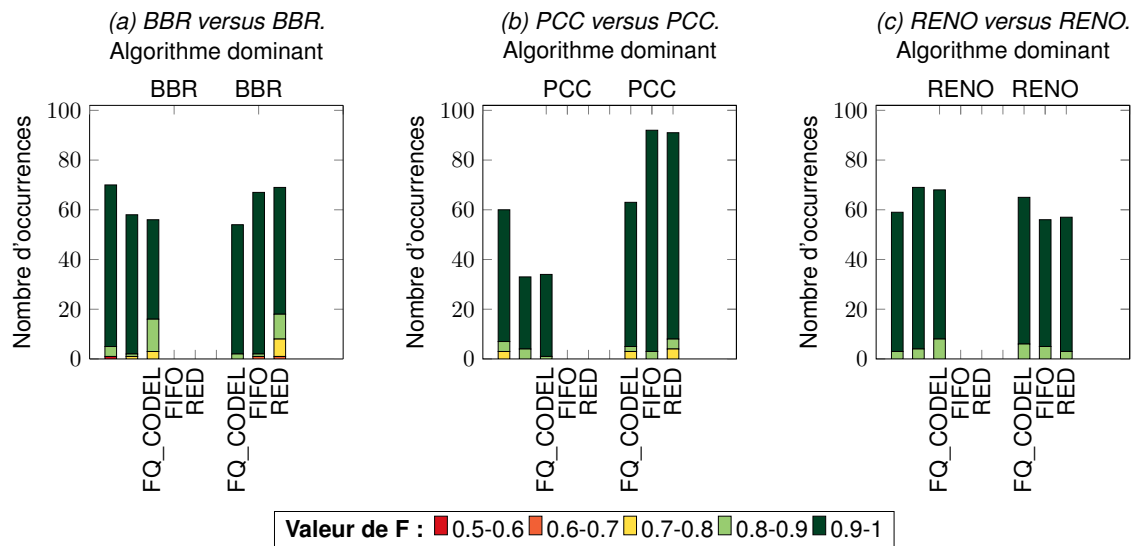 (a) BBR versus BBR.
Algorithme dominant
BBR BBR
Nombre d'occurrences
100
80
60
40
20
0
FQ_CODEL
FIFO
RED
FQ_CODEL
FIFO
RED
(b) PCC versus PCC.
Algorithme dominant
PCC PCC
Nombre d'occurrences
100
80
60
40
20
0
FQ_CODEL
FIFO
RED
FQ_CODEL
FIFO
RED
(c) RENO versus RENO.
Algorithme dominant
RENO RENO
Nombre d'occurrences
100
80
60
40
20
0
FQ_CODEL
FIFO
RED
FQ_CODEL
FIFO
RED
Valeur de F : 0.5-0.6 0.6-0.7 0.7-0.8 0.8-0.9 0.9-1